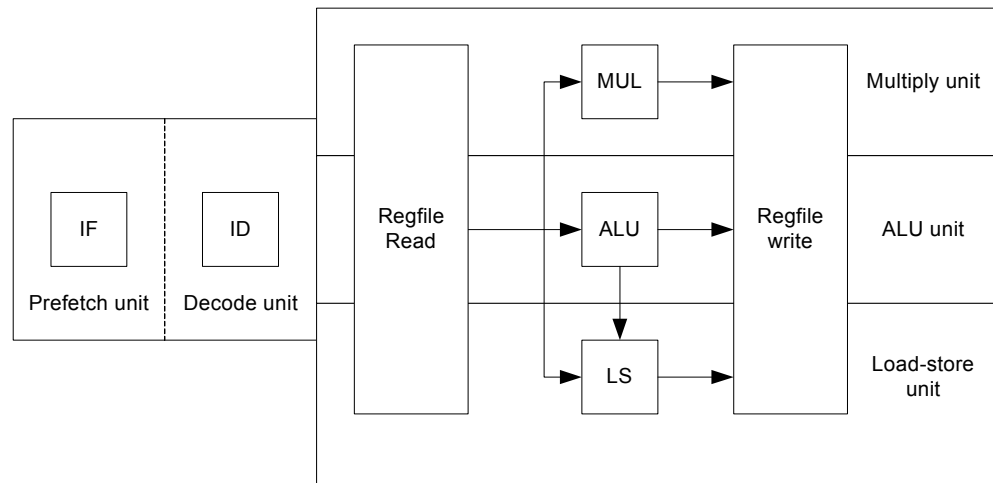 MUL
Multiply unit
IF
ID
Regfile
Read
ALU
Regfile
write
ALU unit
Prefetch unit
Decode unit
LS
Load-store
unit